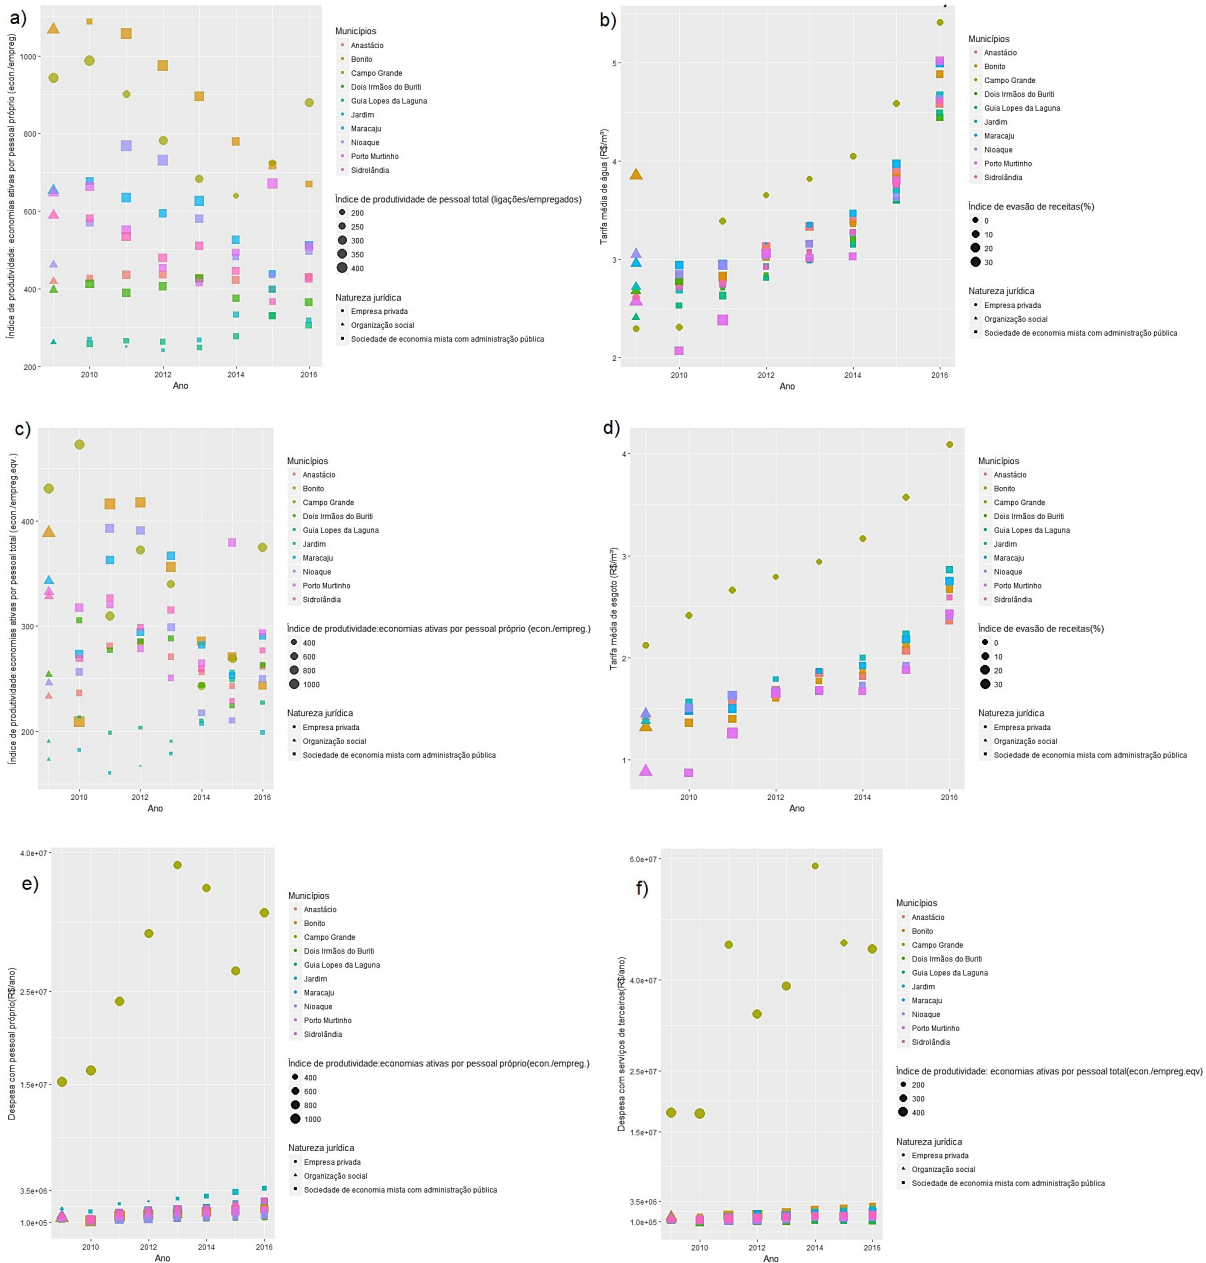 a)
Índice de produtividade: economias ativas por pessoal próprio (econ./empreg)
1000
800
600
400
200
2010
2012
2014
2016
Ano
Municípios
Anastácio
Bonito
Campo Grande
Dois Irmãos do Buriti
Guia Lopes da Laguna
Jardim
Maracaju
Nioaque
Porto Murtinho
Sidrolândia
Índice de produtividade de pessoal total (ligações/empregados)
200
250
300
350
400
Natureza jurídica
Empresa privada
Organização social
Sociedade de economia mista com administração pública
b)
Tarifa média de água (R$/m³)
5
4
3
2
2010
2012
2014
2016
Ano
Municípios
Anastácio
Bonito
Campo Grande
Dois Irmãos do Buriti
Guia Lopes da Laguna
Jardim
Maracaju
Nioaque
Porto Murtinho
Sidrolândia
Índice de evasão de receitas(%)
0
10
20
30
Natureza jurídica
Empresa privada
Organização social
Sociedade de economia mista com administração pública
c)
Índice de produtividade:economias ativas por pessoal total (econ./empreg.eqv.)
400
300
200
2010
2012
2014
2016
Ano
Municípios
Anastácio
Bonito
Campo Grande
Dois Irmãos do Buriti
Guia Lopes da Laguna
Jardim
Maracaju
Nioaque
Porto Murtinho
Sidrolândia
Índice de produtividade:economias ativas por pessoal próprio (econ./empreg.)
400
600
800
1000
Natureza jurídica
Empresa privada
Organização social
Sociedade de economia mista com administração pública
d)
Tarifa média de esgoto (R$/m³)
4
3
2
1
2010
2012
2014
2016
Ano
Municípios
Anastácio
Bonito
Campo Grande
Dois Irmãos do Buriti
Guia Lopes da Laguna
Jardim
Maracaju
Nioaque
Porto Murtinho
Sidrolândia
Índice de evasão de receitas(%)
0
10
20
30
Natureza jurídica
Empresa privada
Organização social
Sociedade de economia mista com administração pública
e)
Despesa com pessoal próprio(R$/ano)
4.0e+07
2.5e+07
1.5e+07
3.5e+06
1.0e+05
2010
2012
2014
2016
Ano
Municípios
Anastácio
Bonito
Campo Grande
Dois Irmãos do Buriti
Guia Lopes da Laguna
Jardim
Maracaju
Nioaque
Porto Murtinho
Sidrolândia
Índice de produtividade:economias ativas por pessoal próprio(econ./empreg.)
400
600
800
1000
Natureza jurídica
Empresa privada
Organização social
Sociedade de economia mista com administração pública
f)
Despesa com serviços de terceiros(R$/ano)
6.0e+07
4.0e+07
2.5e+07
1.5e+07
3.5e+06
1.0e+05
2010
2012
2014
2016
Ano
Municípios
Anastácio
Bonito
Campo Grande
Dois Irmãos do Buriti
Guia Lopes da Laguna
Jardim
Maracaju
Nioaque
Porto Murtinho
Sidrolândia
Índice de produtividade: economias ativas por pessoal total(econ./empreg.eqv)
200
300
400
Natureza jurídica
Empresa privada
Organização social
Sociedade de economia mista com administração pública